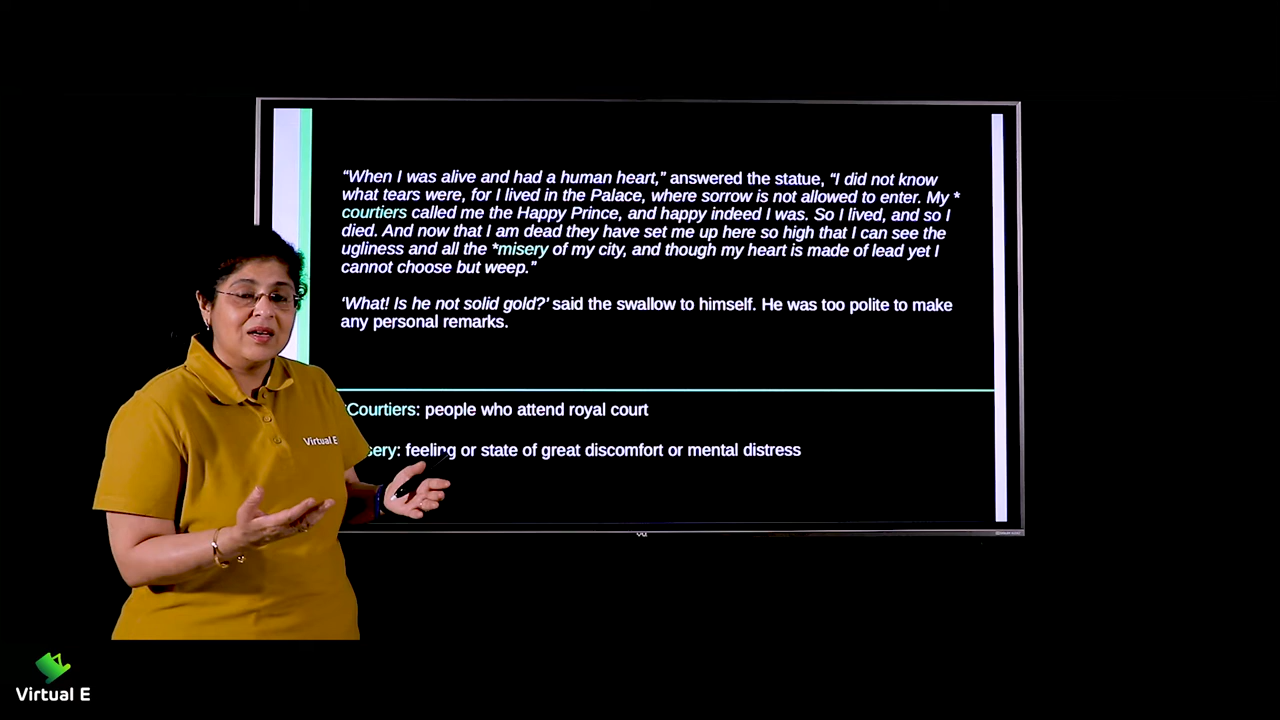 “When I was alive and had a human heart,” answered the statue, “I did not know
what tears were, for I lived in the Palace, where sorrow is not allowed to enter. My *
courtiers called me the Happy Prince, and happy indeed I was. So I lived, and so I
died. And now that I am dead they have set me up here so high that I can see the
ugliness and all the *misery of my city, and though my heart is made of lead yet I
cannot choose but weep.”
‘What! Is he not solid gold?’ said the swallow to himself. He was too polite to make
any personal remarks.
*Courtiers: people who attend royal court
sery: feeling or state of great discomfort or mental distress
Virtual E
Virtual E